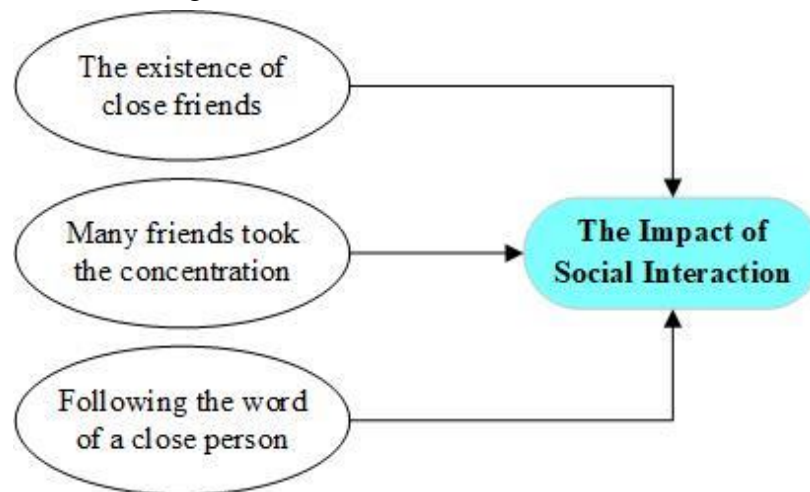 The existence of
close friends
Many friends took
the concentration
Following the word
of a close person
The Impact of
Social Interaction